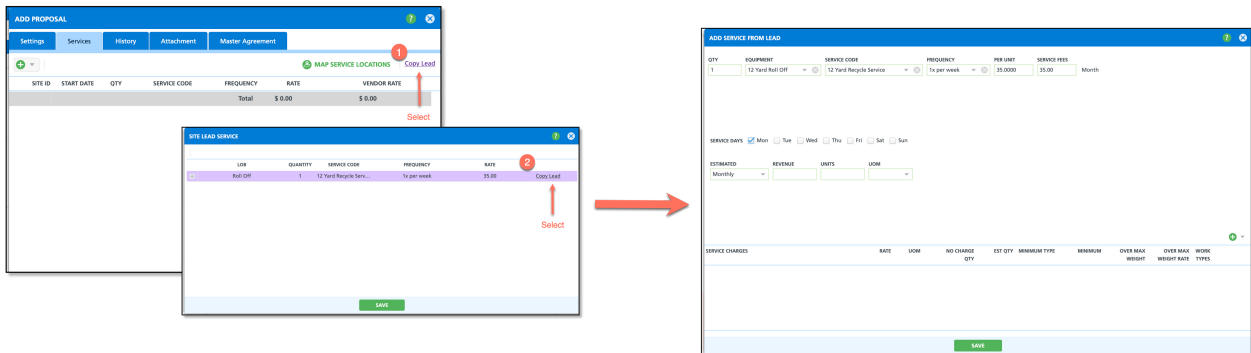 ADD PROPOSAL ?
Settings Services History Attachment Master Agreement
1
MAP SERVICE LOCATIONS Copy Lead
SITE ID START DATE QTY SERVICE CODE FREQUENCY RATE VENDOR RATE
Total $ 0.00 $ 0.00
Select
SITE LEAD SERVICE ?
2
LOB QUANTITY SERVICE CODE FREQUENCY RATE
Roll Off 1 12 Yard Recycle Serv... 1x per week 35.00 Copy Lead
Select
SAVE
ADD SERVICE FROM LEAD ?
QTY EQUIPMENT SERVICE CODE FREQUENCY PER UNIT SERVICE FEES
1 12 Yard Roll Off 12 Yard Recycle Service 1x per week 35.0000 35.00 Month
SERVICE DAYS Mon Tue Wed Thu Fri Sat Sun
ESTIMATED REVENUE UNITS UOM
Monthly
SERVICE CHARGES RATE UOM NO CHARGE EST QTY MINIMUM TYPE MINIMUM OVER MAX OVER MAX WORK
QTY WEIGHT WEIGHT RATE TYPES
SAVE